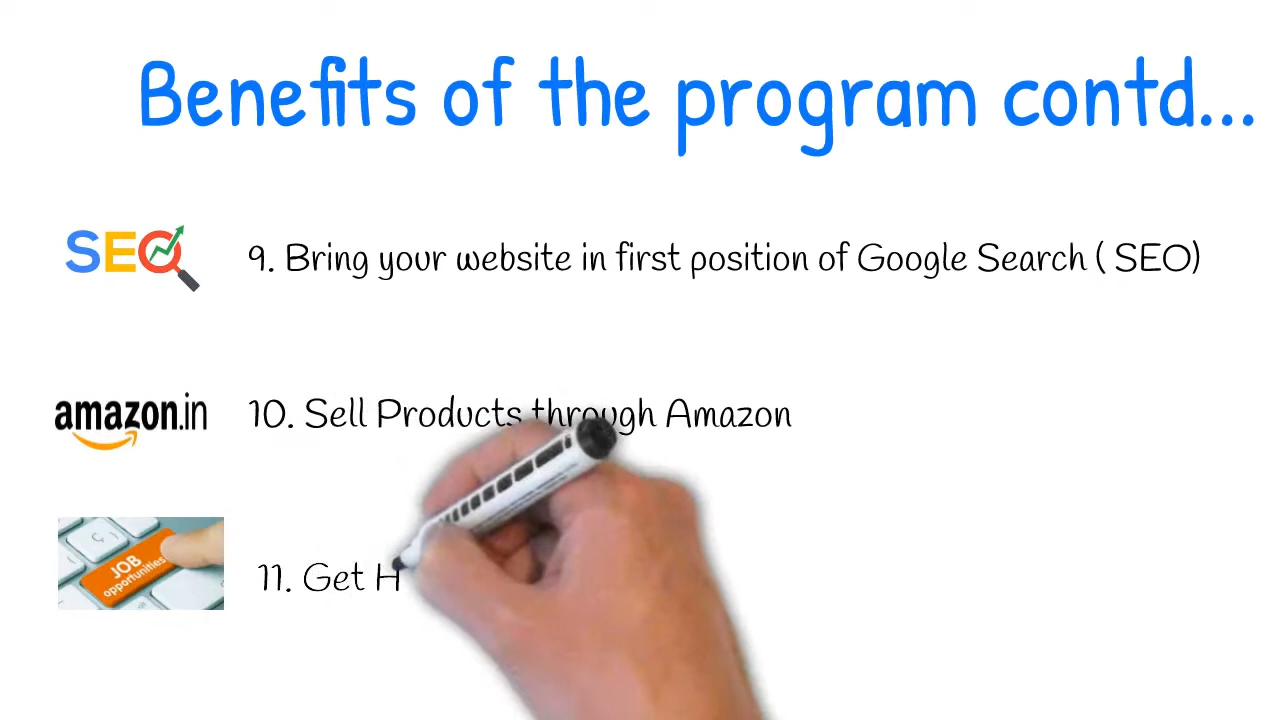 Benefits of the program contd...
SEO
9. Bring your website in first position of Google Search ( SEO)
amazon.in
10. Sell Products through Amazon
JOB
opportunities
11. Get H